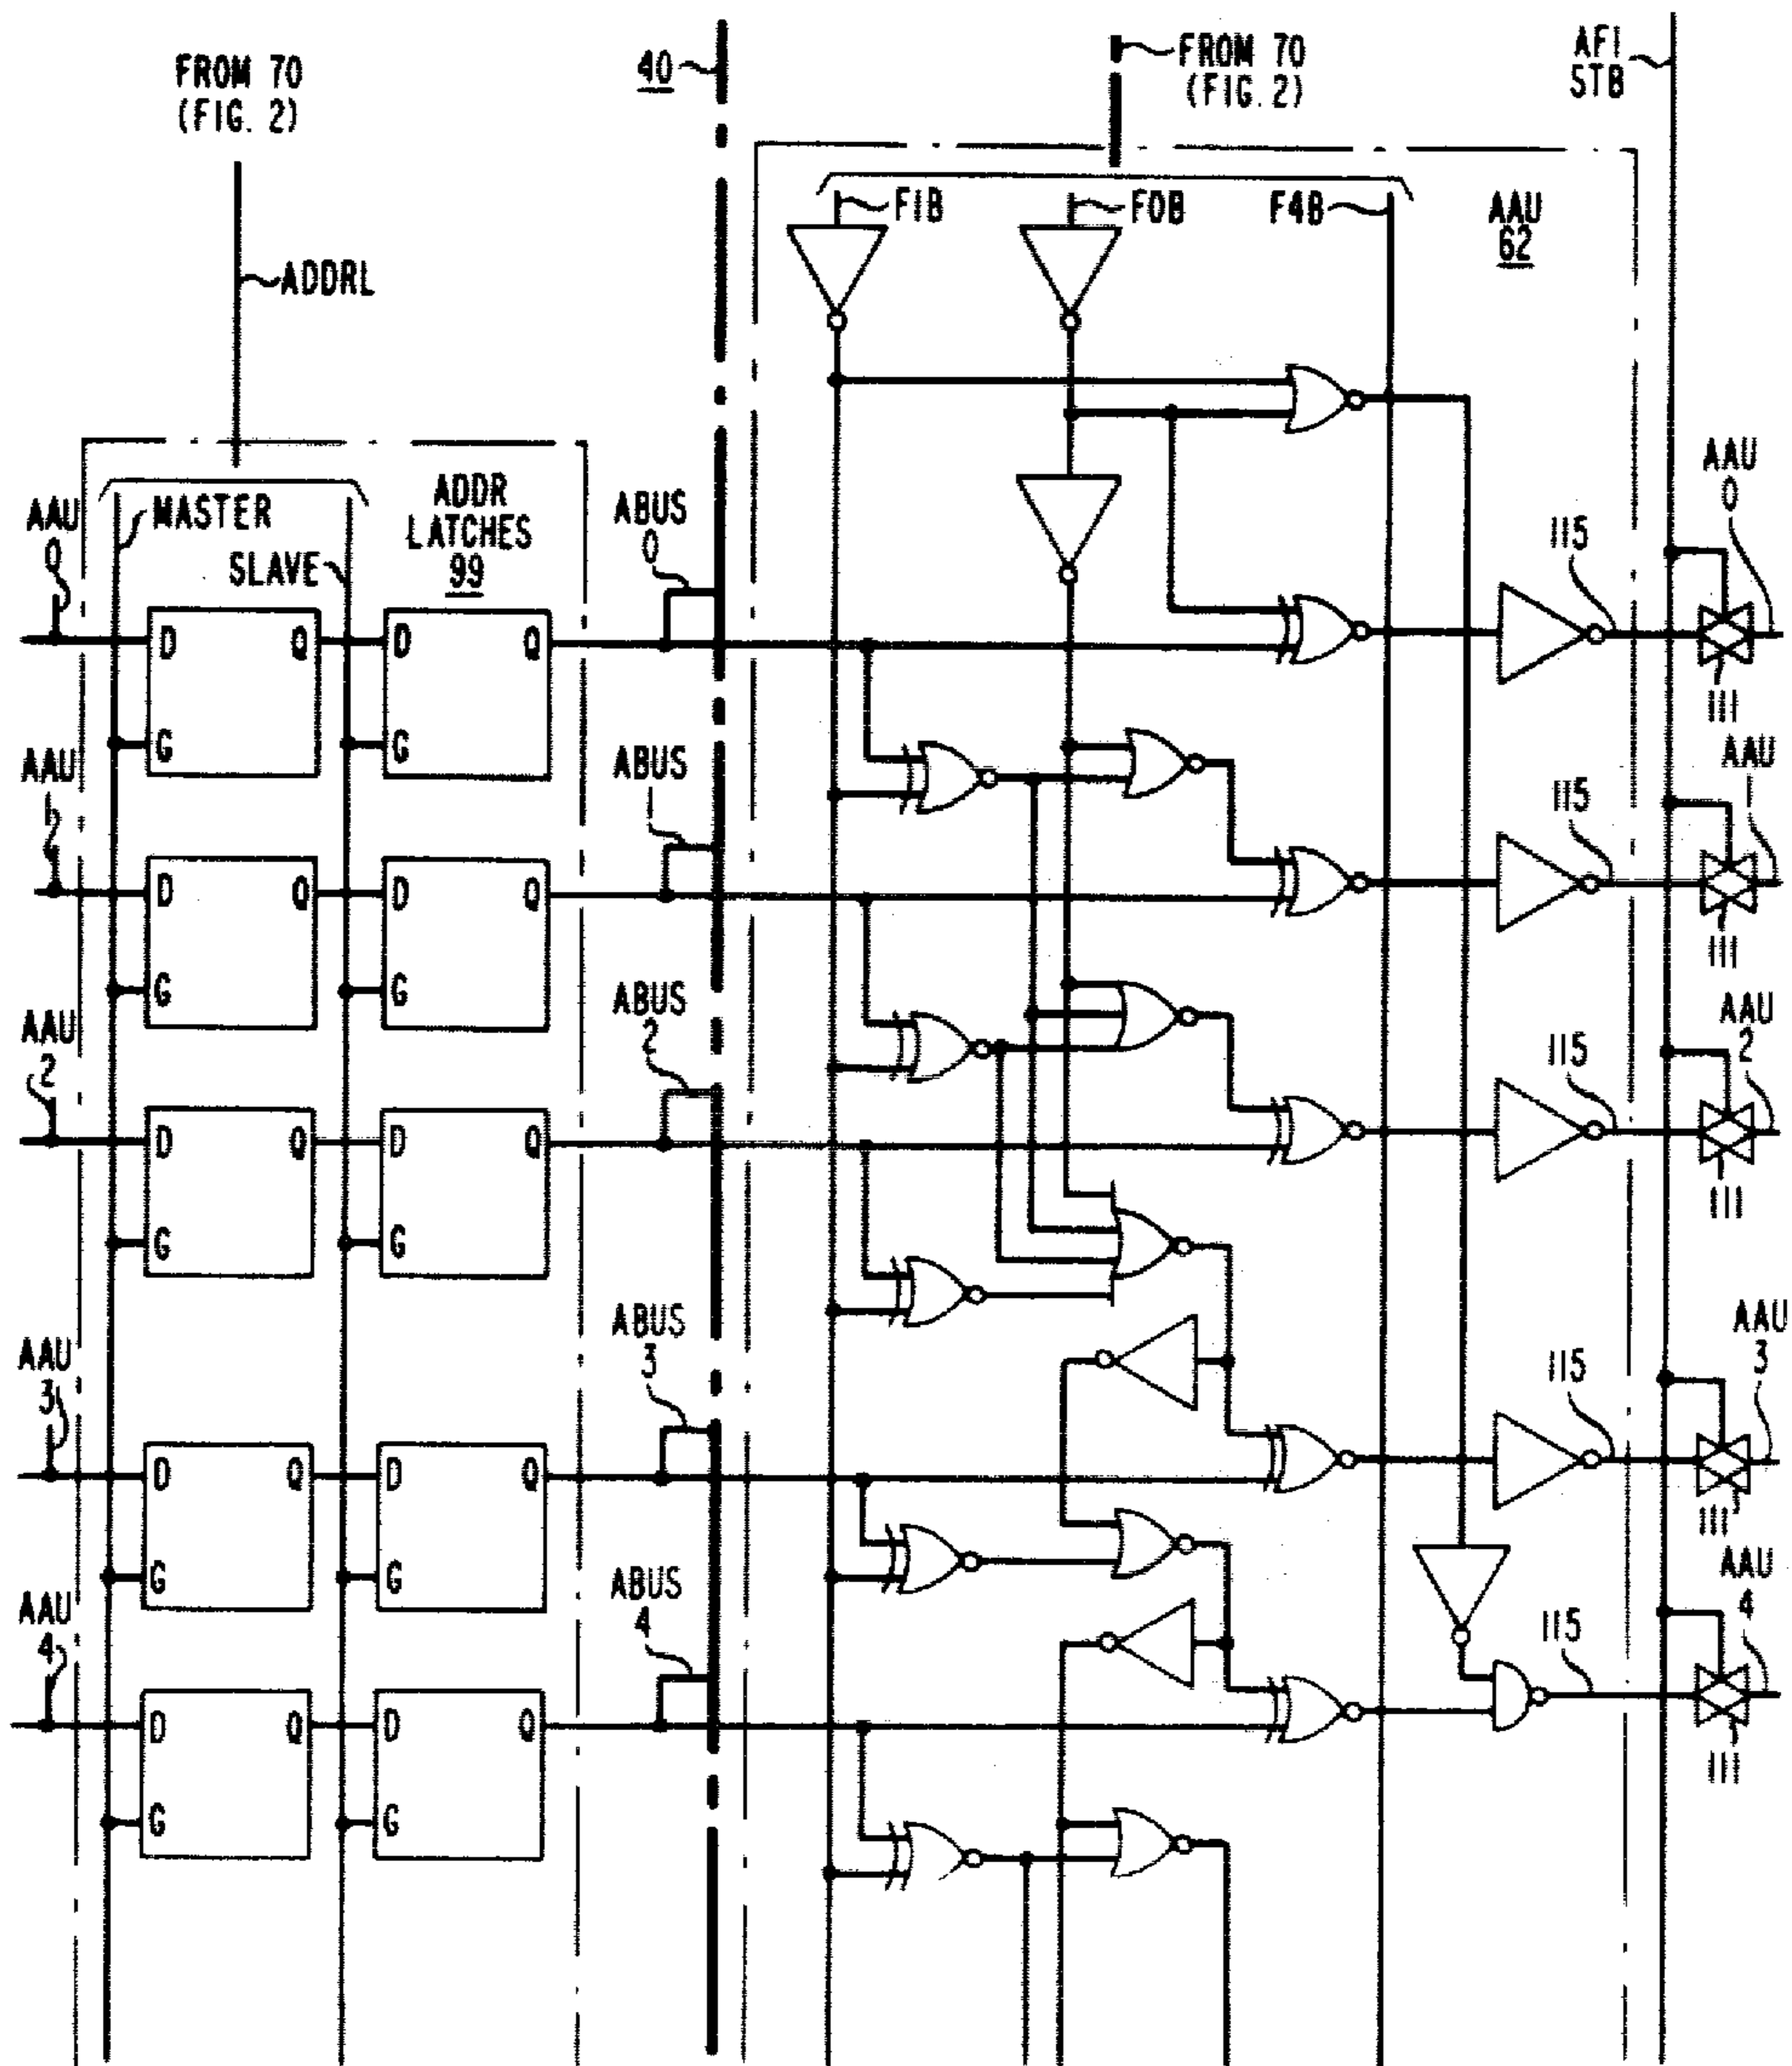 FROM 70
(FIG. 2)
40
FROM 70
(FIG. 2)
AFI
STB
F1B
F0B
F4B
AAU
62
ADDRL
MASTER
SLAVE
ADDR
LATCHES
99
AAU
0
ABUS
0
115
AAU
0
D Q D Q
G G
111
AAU
1
ABUS
1
115
AAU
1
D Q D Q
G G
111
AAU
2
ABUS
2
115
AAU
2
D Q D Q
G G
111
AAU
3
ABUS
3
115
AAU
3
D Q D Q
G G
111
AAU
4
ABUS
4
115
AAU
4
D Q D Q
G G
111